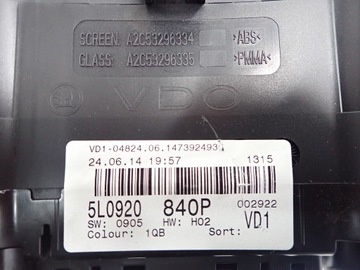 SCREEN: A2C53296334 >ABS<
GLASS: A2C53296335 >PMMA<
VDO
VD1-04824.06.1473924931
24.06.14 19:57 1315
5L0920 840P 002922
SW: 0905 HW: H02 VD1
Colour: 1QB Sort: